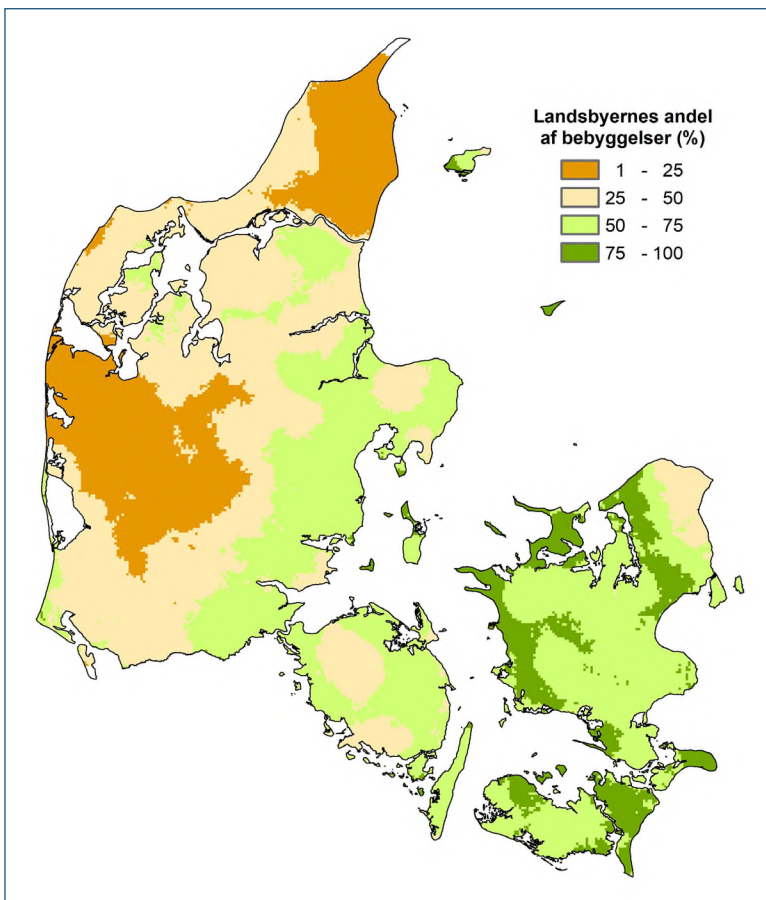 Landsbyernes andel
af bebyggelser (%)
1 - 25
25 - 50
50 - 75
75 - 100